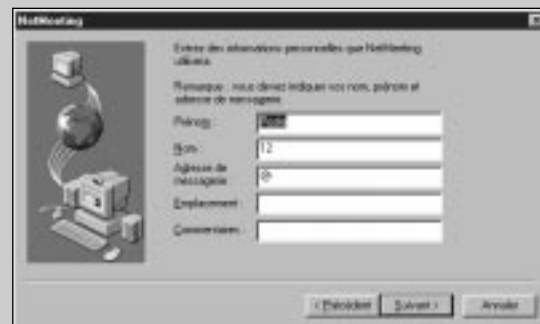 NetMeeting
Entrez des informations personnelles que NetMeeting
utilisera.
Remarque : vous devez indiquer vos nom, prénom et
adresse de messagerie.
Prénom :
Nom : 12
Adresse de
messagerie : @
Emplacement :
Commentaires :
< Précédent Suivant > Annuler